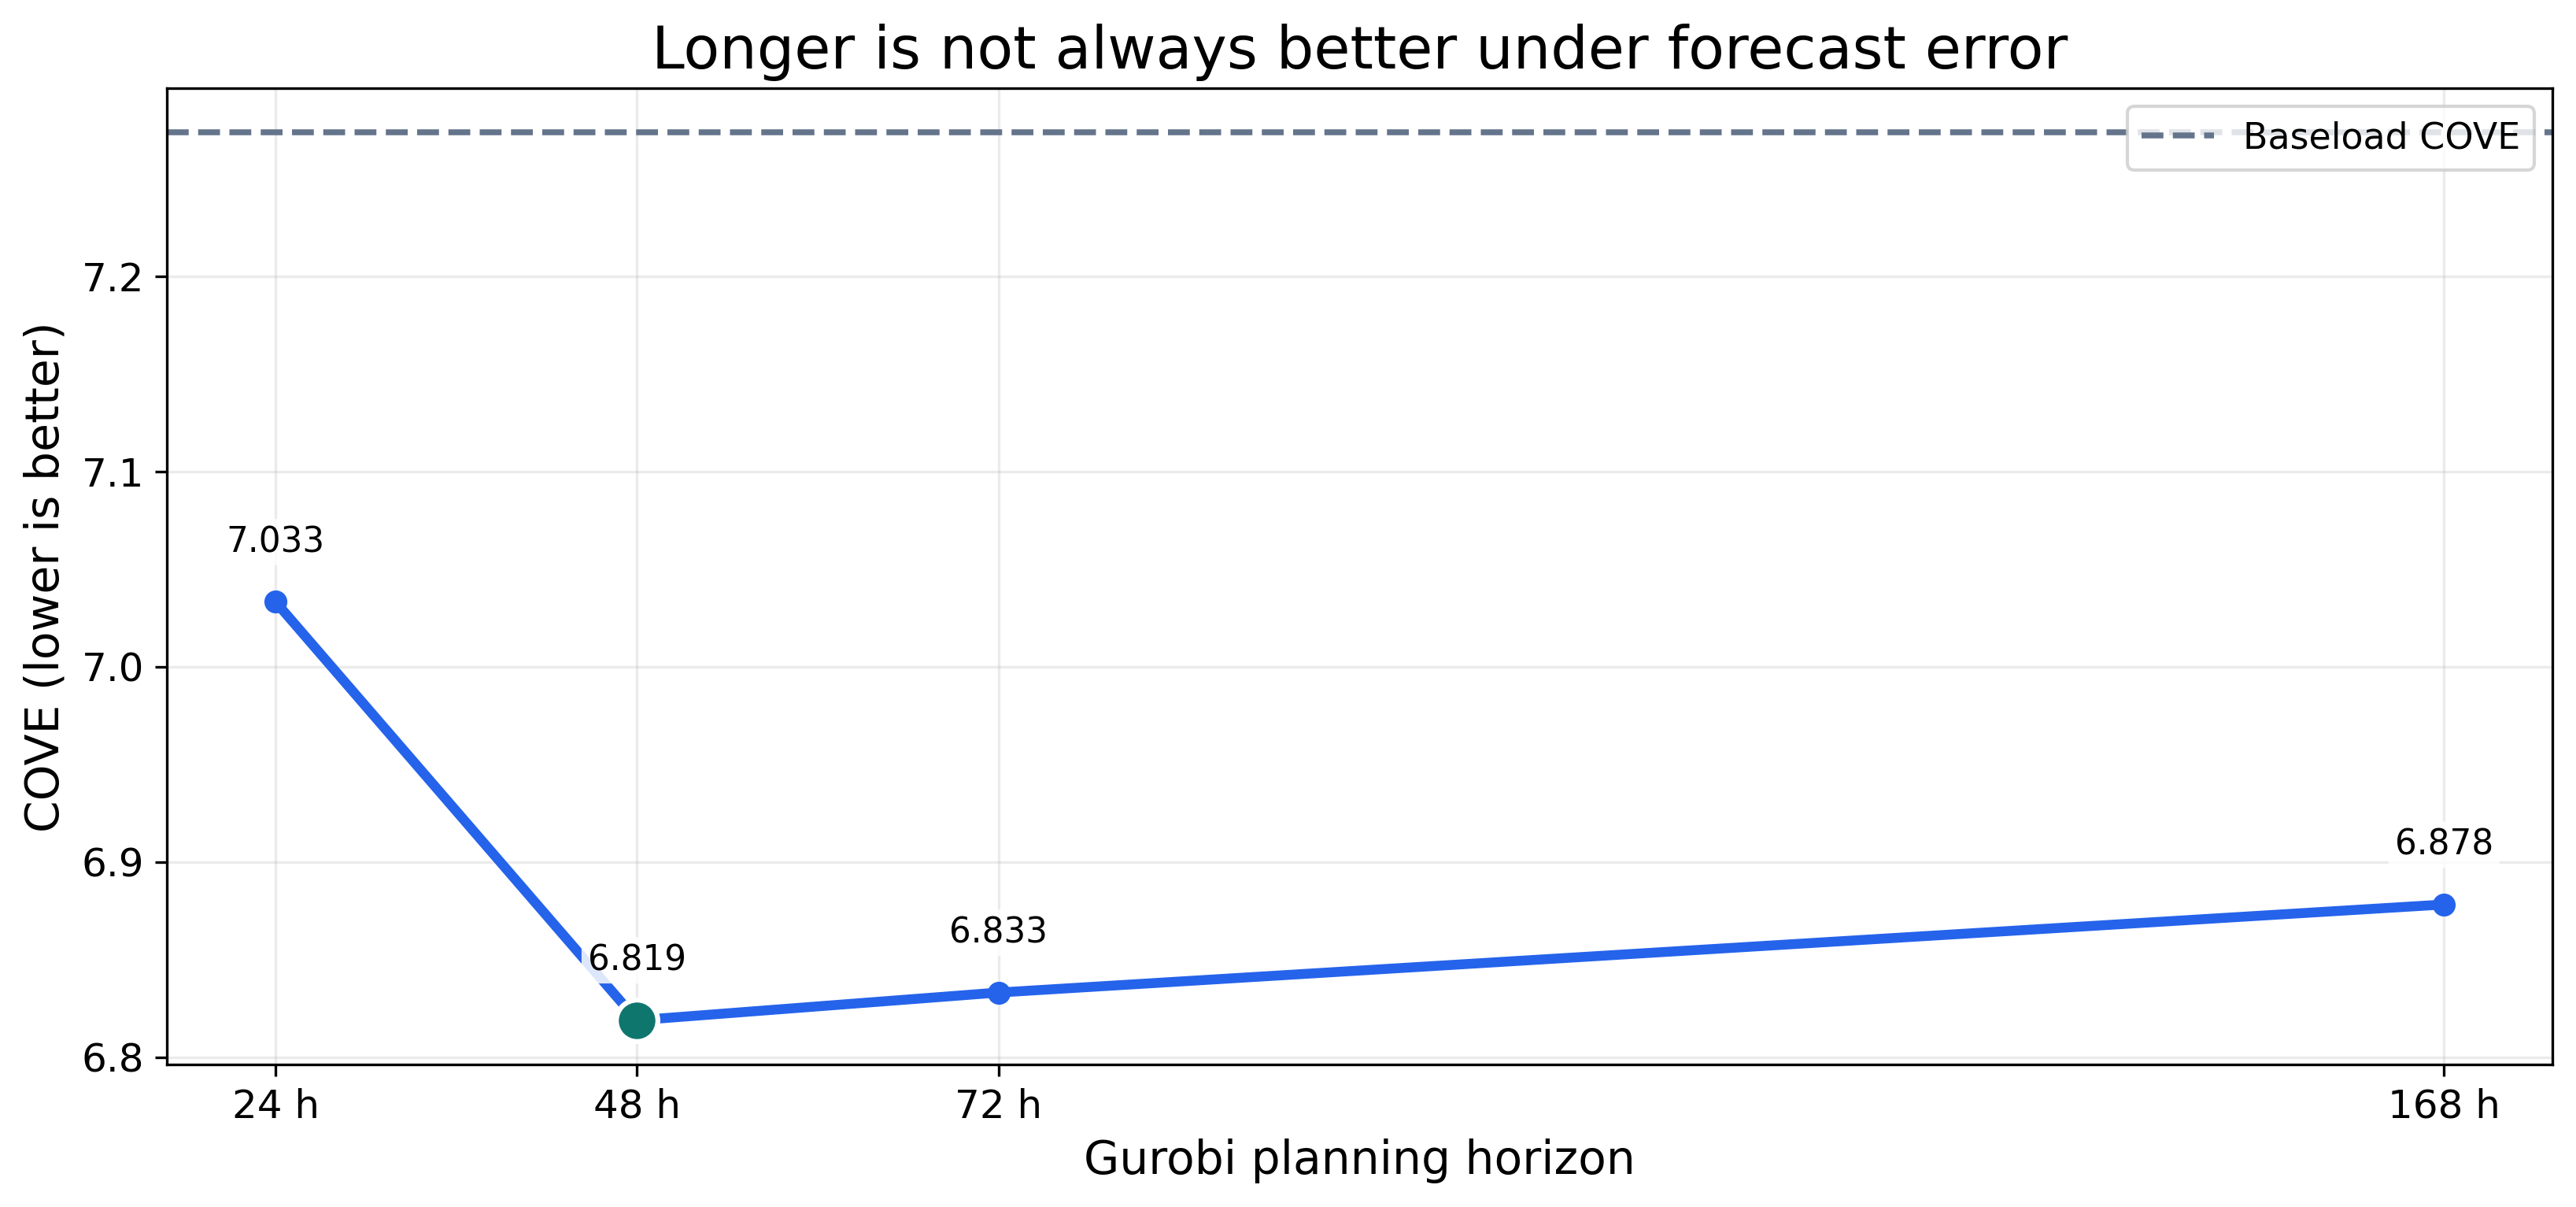 Longer is not always better under forecast error
Baseload COVE
COVE (lower is better)
7.2
7.1
7.0
6.9
6.8
7.033
6.819
6.833
6.878
24 h
48 h
72 h
168 h
Gurobi planning horizon